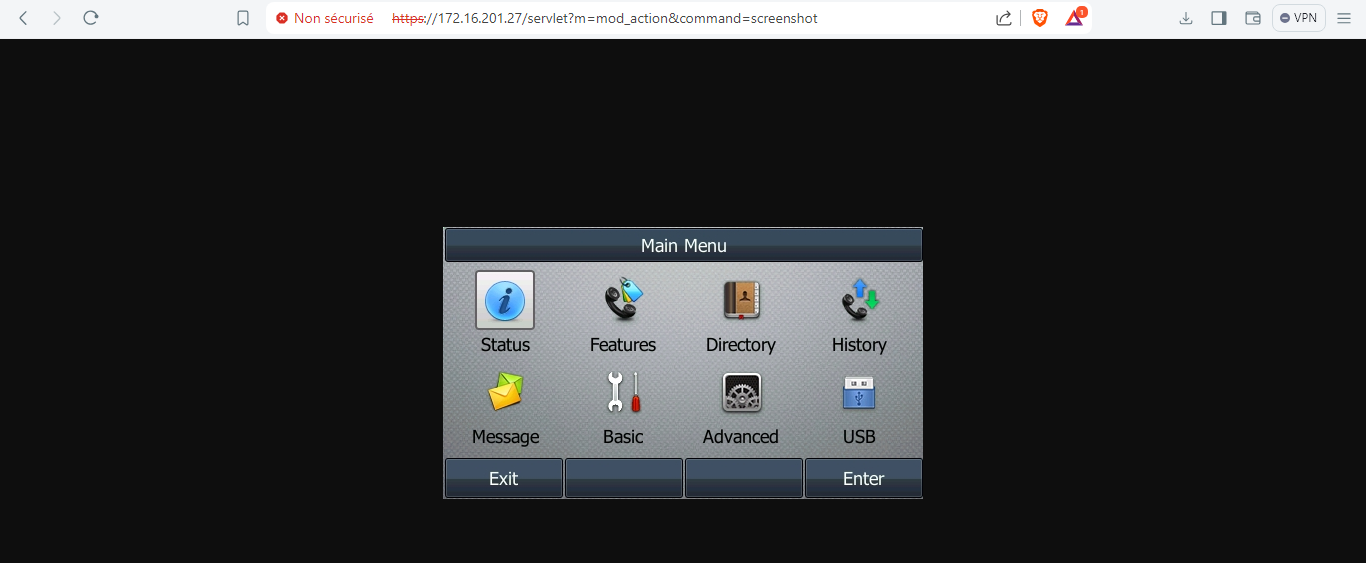 Non sécurisé https://172.16.201.27/servlet?m=mod_action&command=screenshot 1 VPN
Main Menu
Status Features Directory History
Message Basic Advanced USB
Exit Enter